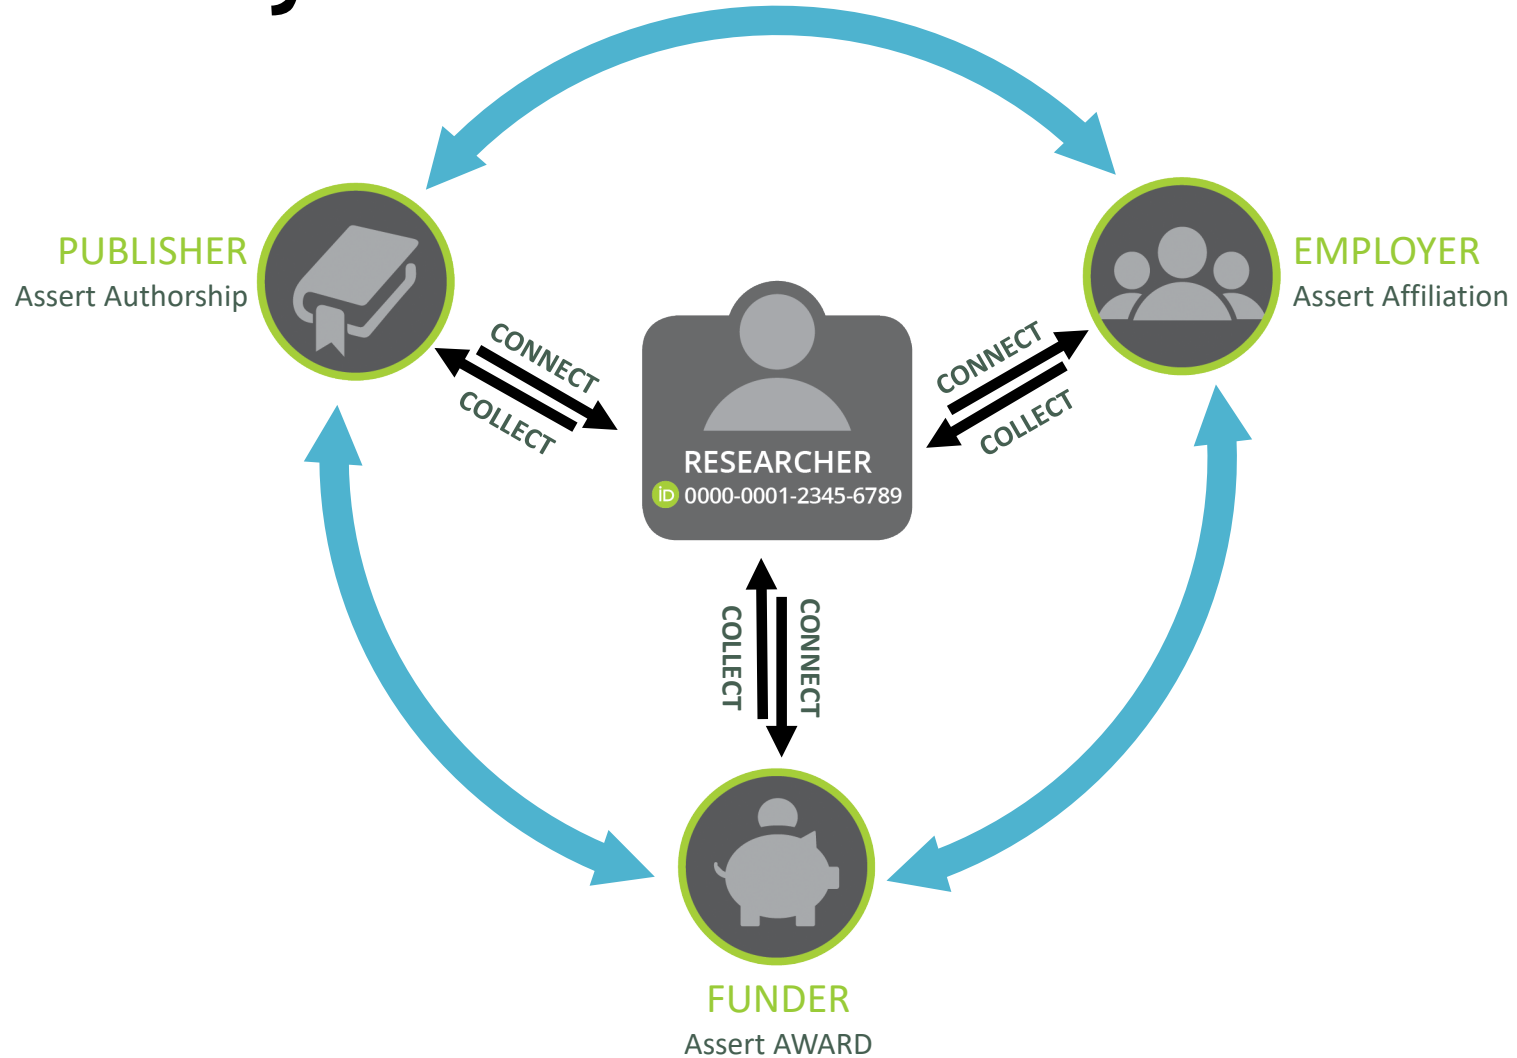 PUBLISHER
Assert Authorship
EMPLOYER
Assert Affiliation
CONNECT
COLLECT
CONNECT
COLLECT
RESEARCHER
iD 0000-0001-2345-6789
COLLECT
CONNECT
FUNDER
Assert AWARD